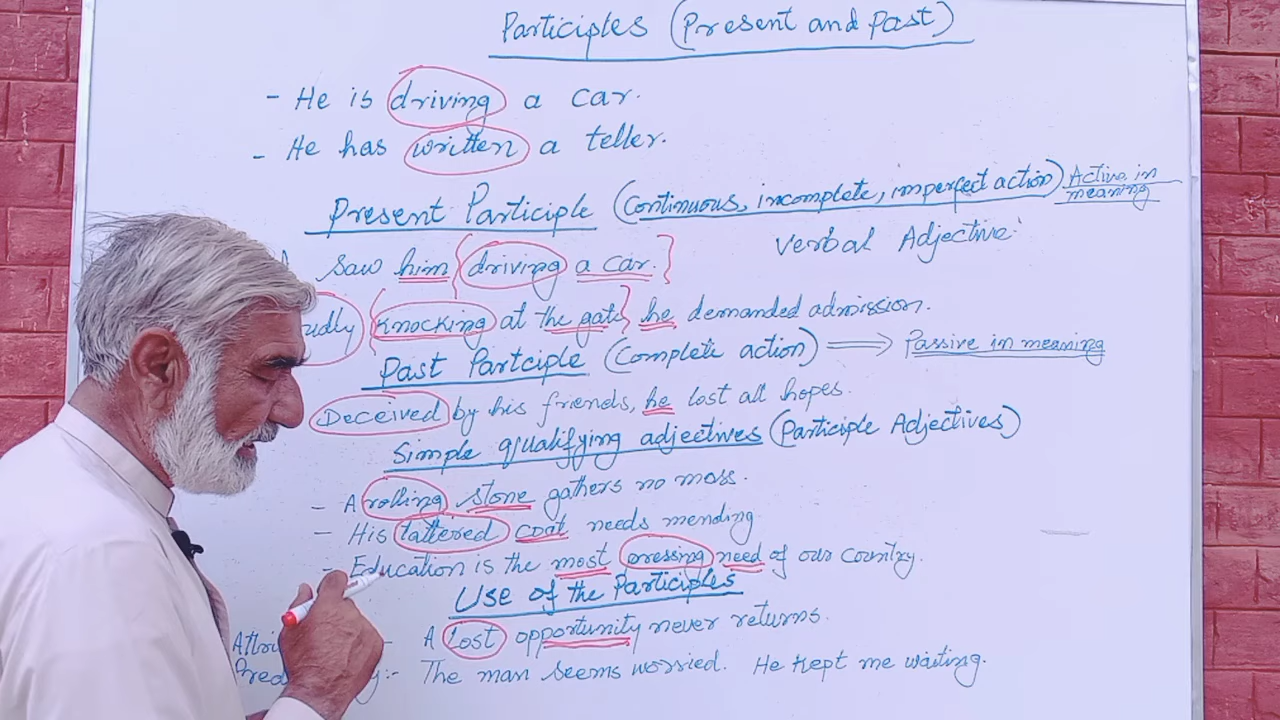 Participles (Present and Past)
- He is driving a car.
- He has written a teller.
Present Participle (Continuous, incomplete, imperfect action) Active in meaning
Verbal Adjective
saw him {driving a car.}
{Knocking at the gate} he demanded admission.
Past Partciple (Complete action) ⟹ Passive in meaning
Deceived by his friends, he lost all hopes.
Simple qualifying adjectives (Participle Adjectives)
- A rolling stone gathers no moss.
- His tattered coat needs mending
- Education is the most pressing need of our country.
Use of the Participles
- A lost opportunity never returns.
:- The man seems worried. He kept me waiting.